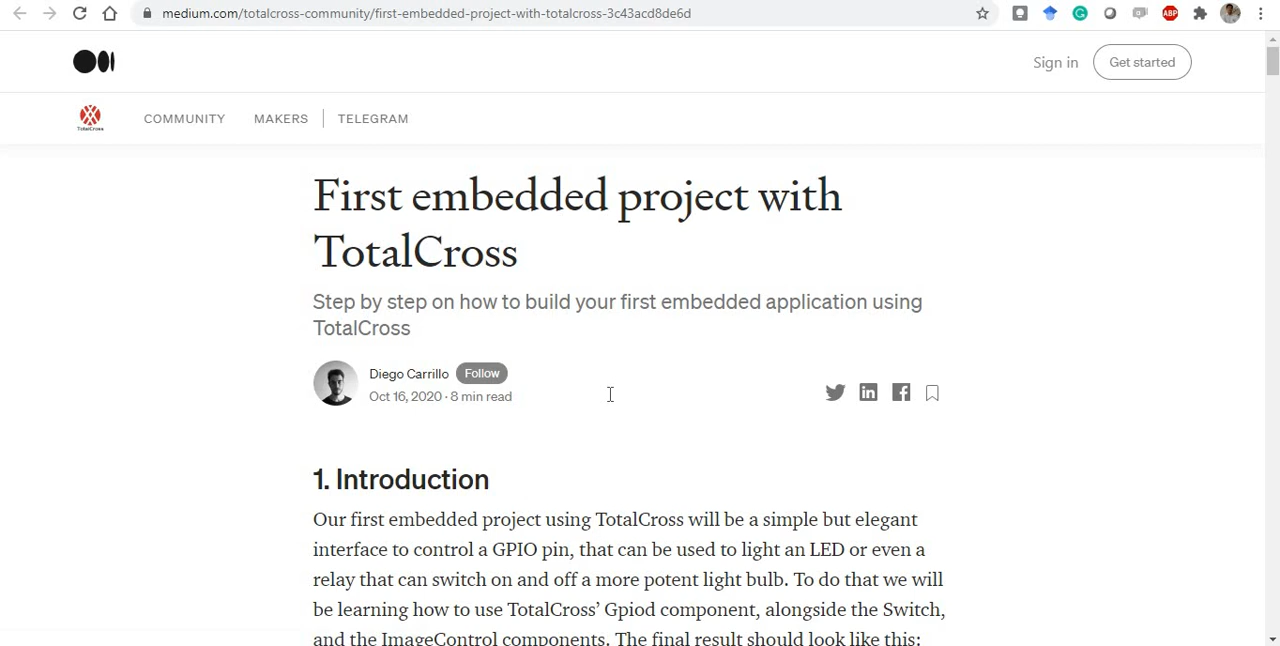 medium.com/totalcross-community/first-embedded-project-with-totalcross-3c43acd8de6d
ABP
Sign in
Get started
TotalCross
COMMUNITY
MAKERS
TELEGRAM
First embedded project with
TotalCross
Step by step on how to build your first embedded application using
TotalCross
Diego Carrillo
Follow
Oct 16, 2020 · 8 min read
1. Introduction
Our first embedded project using TotalCross will be a simple but elegant
interface to control a GPIO pin, that can be used to light an LED or even a
relay that can switch on and off a more potent light bulb. To do that we will
be learning how to use TotalCross’ Gpiod component, alongside the Switch,
and the ImageControl components. The final result should look like this: